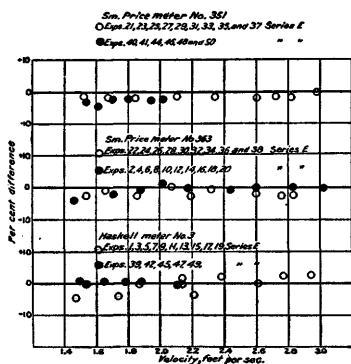 Sm. Price meter No. 351
Exps. 21, 23, 25, 27, 29, 31, 33, 35, and 37 Series E
Exps. 40, 41, 44, 46, 48 and 50 " "
+10
0
Sm. Price meter No 363
+10
Exps. 22, 24, 26, 28, 30, 32, 34, 36 and 38 Series E
Exps. 2, 4, 6, 8, 10, 12, 14, 16, 18, 20 " "
0
Per cent difference
Haskell meter No. 3
+10
Exps. 1, 3, 5, 7, 9, 11, 13, 15, 17, 19 Series E
Exps. 39, 42, 45, 47, 49, " "
0
+10
1.4 1.6 1.8 2.0 2.2 2.4 2.6 2.8 3.0
Velocity, feet per sec.